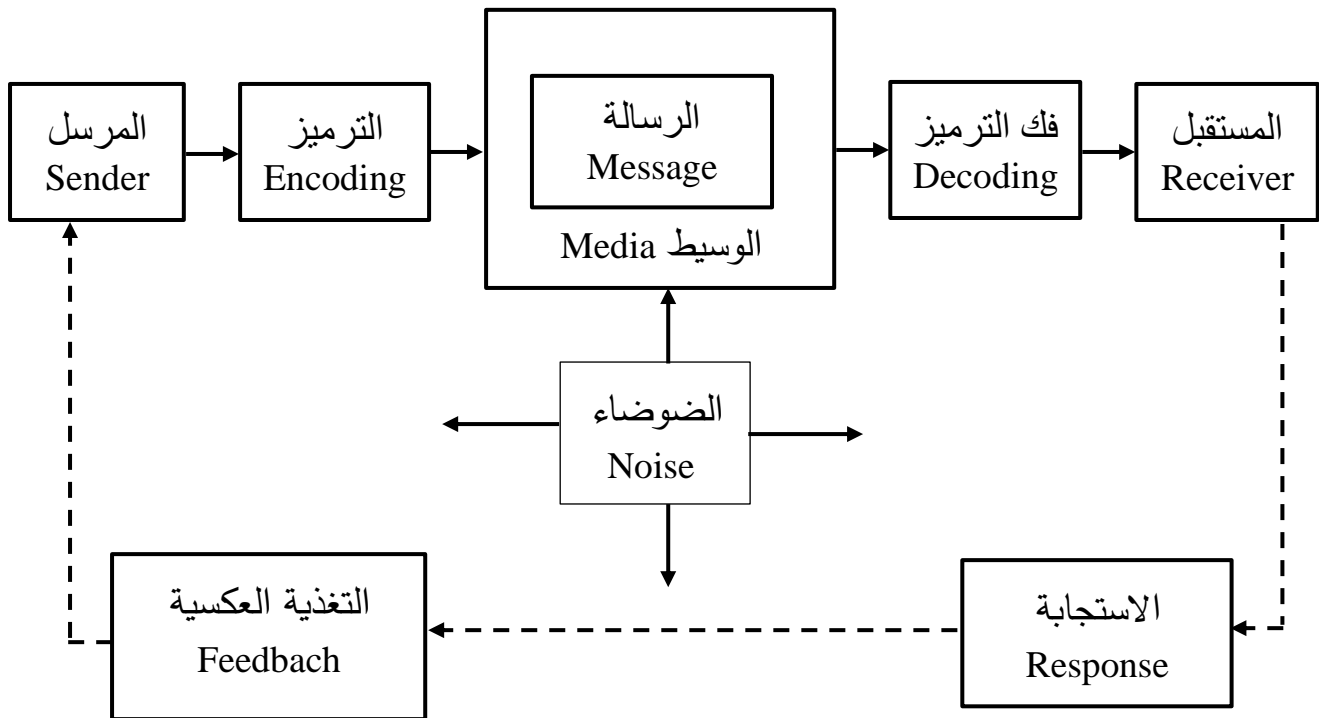 المرسل
Sender
الترميز
Encoding
الرسالة
Message
الوسيط Media
فك الترميز
Decoding
المستقبل
Receiver
الضوضاء
Noise
التغذية العكسية
Feedbach
الاستجابة
Response